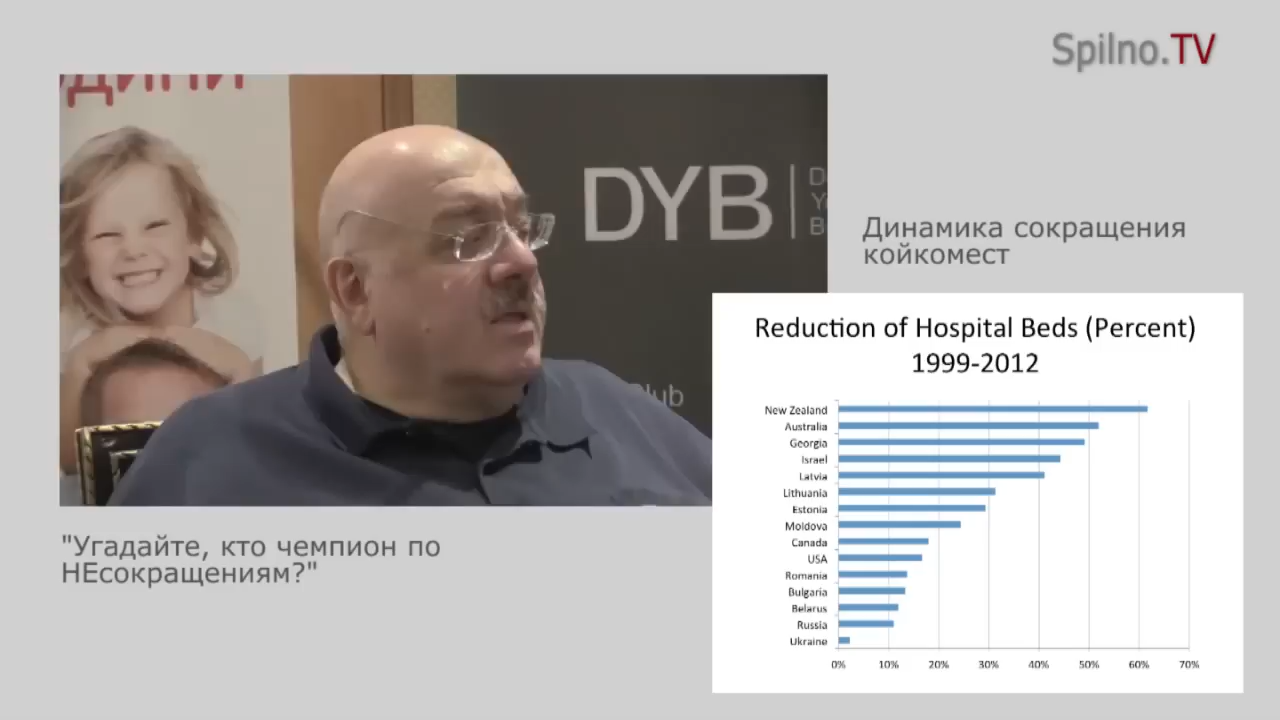 Spilno.TV
ДИНИ
DYB
D
Y
B
Club
Динамика сокращения
койкомест
"Угадайте, кто чемпион по
НЕсокращениям?"
Reduction of Hospital Beds (Percent)
1999-2012
New Zealand
Australia
Georgia
Israel
Latvia
Lithuania
Estonia
Moldova
Canada
USA
Romania
Bulgaria
Belarus
Russia
Ukraine
0% 10% 20% 30% 40% 50% 60% 70%